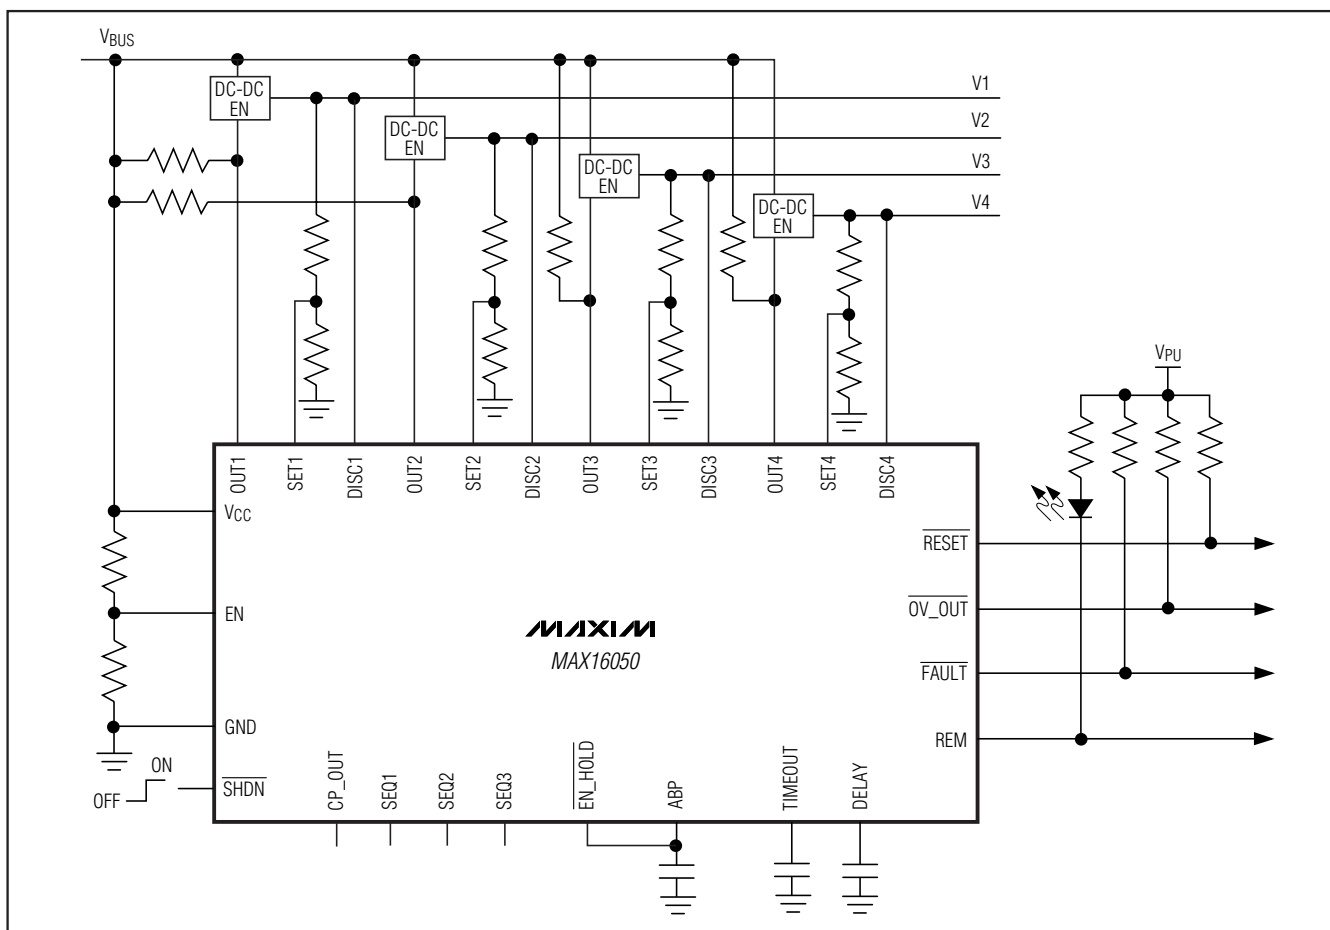 VBUS
DC-DC
EN
V1
DC-DC
EN
V2
DC-DC
EN
V3
DC-DC
EN
V4
VPU
OUT1
SET1
DISC1
OUT2
SET2
DISC2
OUT3
SET3
DISC3
OUT4
SET4
DISC4
VCC
EN
GND
SHDN
ON
OFF
RESET
OV_OUT
FAULT
REM
MAXIM
MAX16050
CP_OUT
SEQ1
SEQ2
SEQ3
EN_HOLD
ABP
TIMEOUT
DELAY